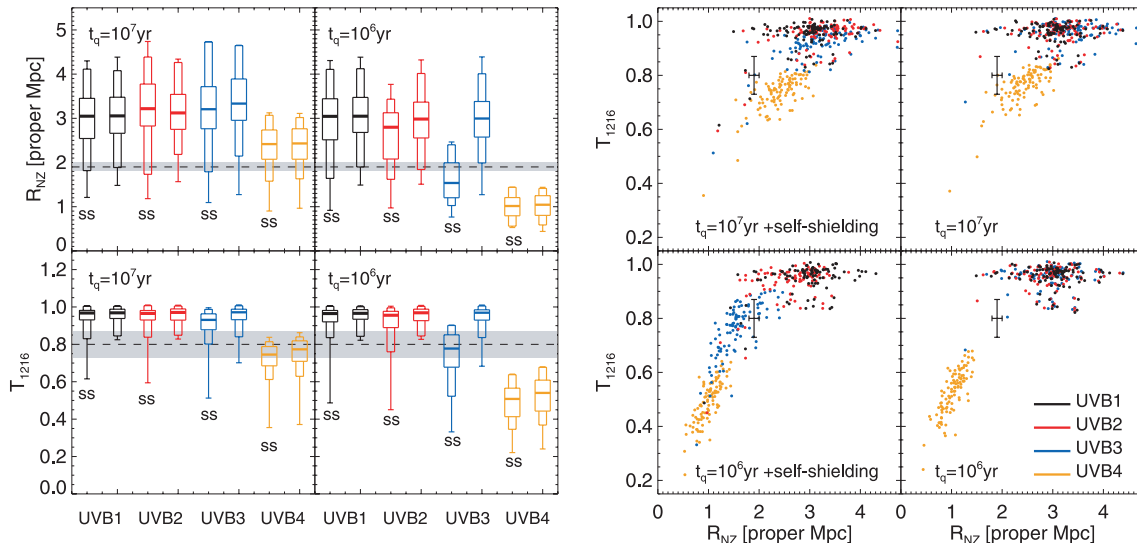 t_q=10^7yr
t_q=10^6yr
R_NZ [proper Mpc]
5
4
3
2
1
0
ss ss ss ss
ss ss ss ss
t_q=10^7yr
t_q=10^6yr
T_1216
1.2
1.0
0.8
0.6
0.4
0.2
0.0
ss ss ss ss
ss ss ss ss
UVB1 UVB2 UVB3 UVB4
UVB1 UVB2 UVB3 UVB4
T_1216
1.0
0.8
0.6
0.4
0.2
t_q=10^7yr +self-shielding
t_q=10^7yr
T_1216
1.0
0.8
0.6
0.4
0.2
t_q=10^6yr +self-shielding
t_q=10^6yr
UVB1
UVB2
UVB3
UVB4
0 1 2 3 4
0 1 2 3 4
R_NZ [proper Mpc]
R_NZ [proper Mpc]